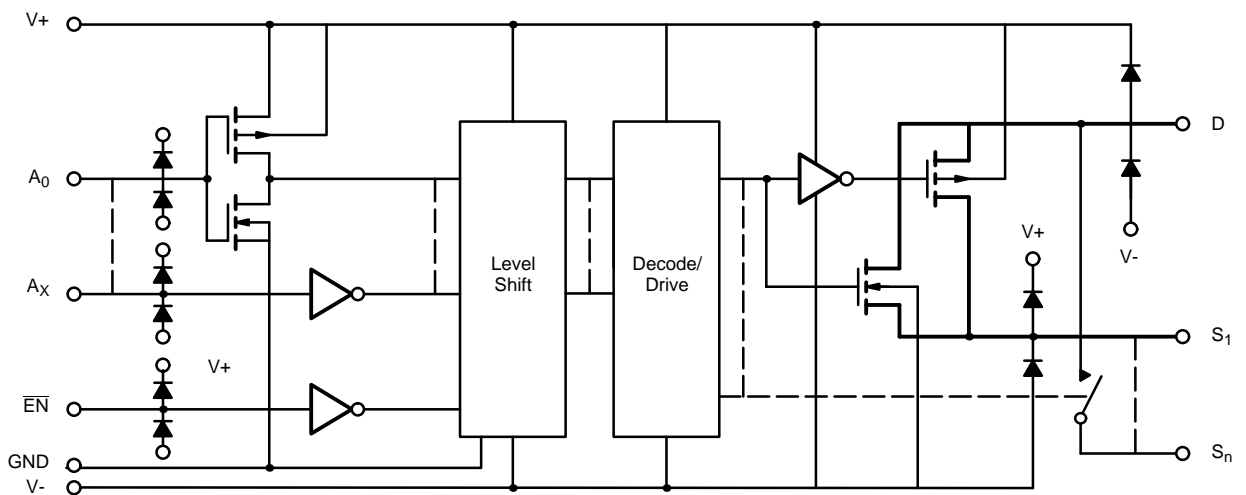 V+
D
A0
Level
Shift
Decode/
Drive
V+
V-
AX
S1
V+
EN
GND
Sn
V-